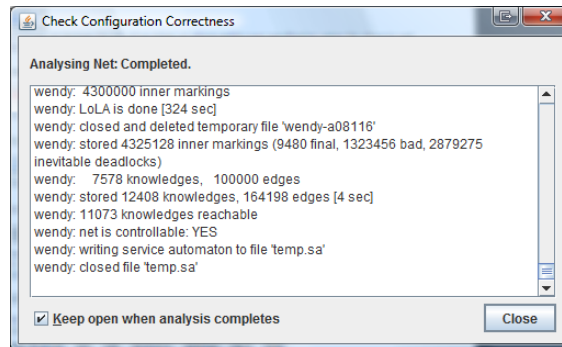 Check Configuration Correctness
Analysing Net: Completed.
wendy: 4300000 inner markings
wendy: LoLA is done [324 sec]
wendy: closed and deleted temporary file 'wendy-a08116'
wendy: stored 4325128 inner markings (9480 final, 1323456 bad, 2879275
inevitable deadlocks)
wendy: 7578 knowledges, 100000 edges
wendy: stored 12408 knowledges, 164198 edges [4 sec]
wendy: 11073 knowledges reachable
wendy: net is controllable: YES
wendy: writing service automaton to file 'temp.sa'
wendy: closed file 'temp.sa'
Keep open when analysis completes
Close